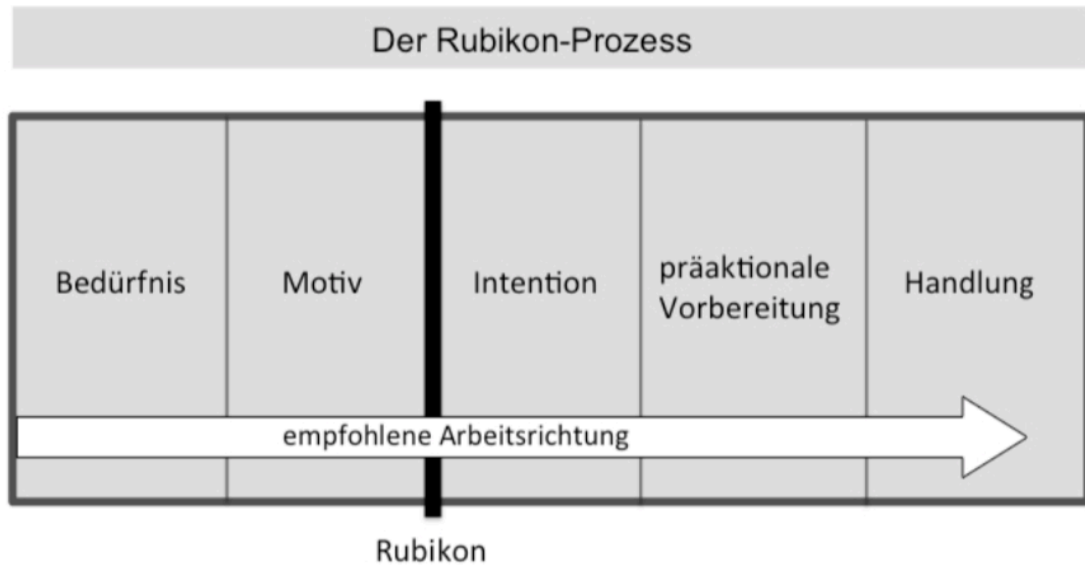 Der Rubikon-Prozess
Bedürfnis
Motiv
Intention
präaktionale
Vorbereitung
Handlung
empfohlene Arbeitsrichtung
Rubikon